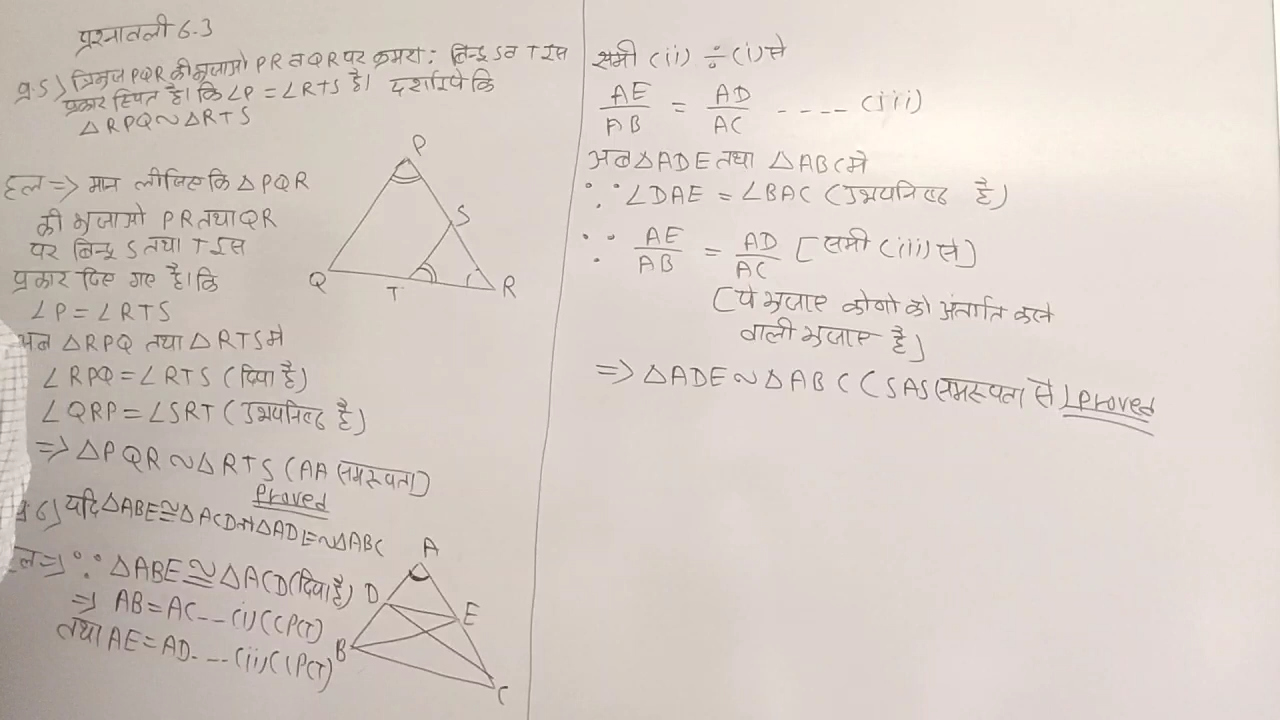 प्रश्नावली 6.3
प्र.5) त्रिभुज PQR की भुजाओ PR व QR पर क्रमशः बिन्दु S व T इस
प्रकार स्थित है। कि ∠P = ∠RTS है। दर्शाइये कि
△RPQ ~ △RTS
हल => मान लीजिए कि △PQR
की भुजाओ PR तथा QR
पर बिन्दु S तथा T इस
प्रकार दिए गए है। कि
∠P = ∠RTS
अब △RPQ तथा △RTS मे
∠RPQ = ∠RTS (दिया है)
∠QRP = ∠SRT (उभयनिष्ठ है)
=> △PQR ~ △RTS (AA समरूपता)
Proved
P
S
Q
T
R
प्र6) यदि △ABE ≅ △ACD △ADE ~ △ABC
हल => ∵ △ABE ≅ △ACD (दिया है)
=> AB = AC -- (i) (CPCT)
तथा AE = AD. -- (ii) (CPCT)
A
D
E
B
C
समी (ii) ÷ (i) से
AE/AB = AD/AC ---- (iii)
अब △ADE तथा △ABC मे
∵ ∠DAE = ∠BAC (उभयनिष्ठ है)
∵ AE/AB = AD/AC [समी (iii) से]
[ये भुजाए कोणो को अंतर्गत करने
वाली भुजाए है]
=> △ADE ~ △ABC (SAS समरूपता से) Proved